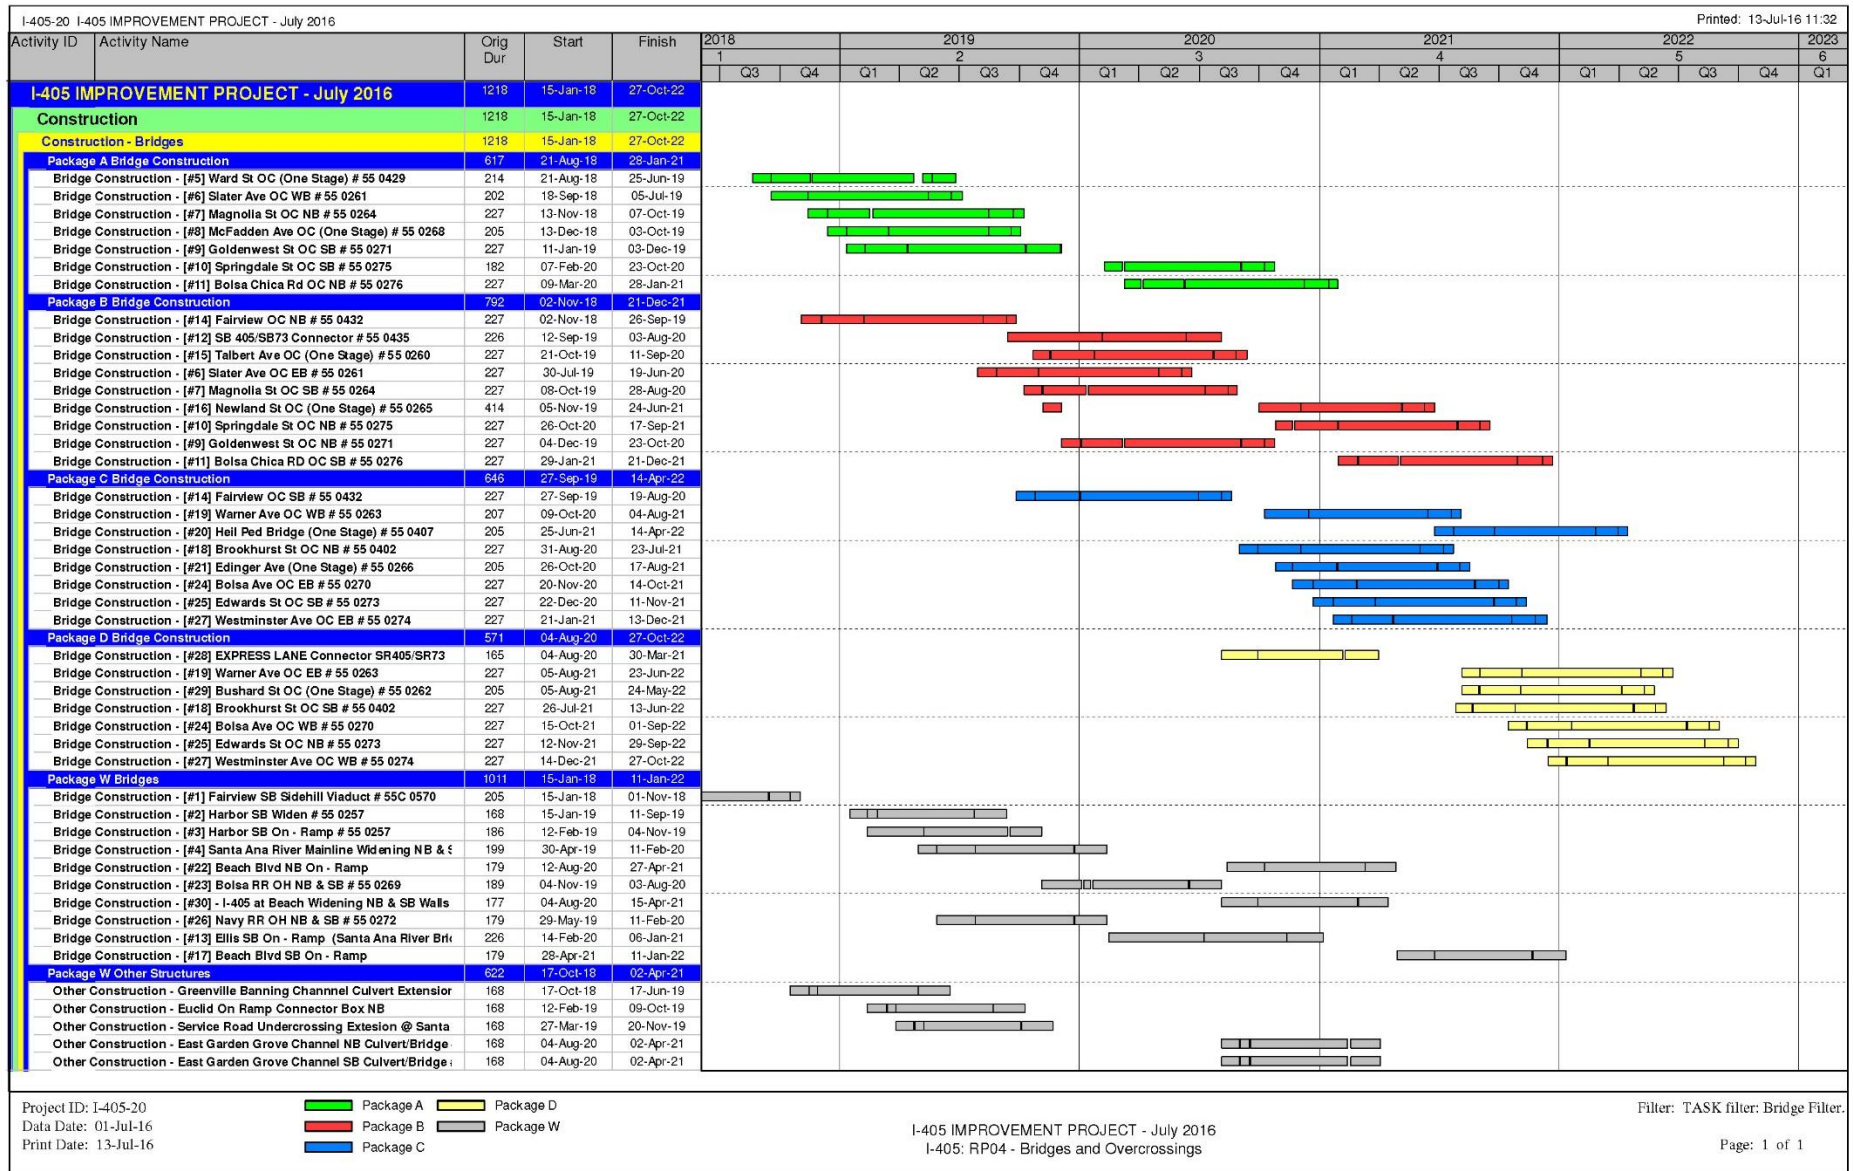 I-405-20 I-405 IMPROVEMENT PROJECT - July 2016 Printed: 13-Jul-16 11:32
Activity ID Activity Name Orig Dur Start Finish 2018 2019 2020 2021 2022 2023
1 2 3 4 5 6
Q3 Q4 Q1 Q2 Q3 Q4 Q1 Q2 Q3 Q4 Q1 Q2 Q3 Q4 Q1 Q2 Q3 Q4 Q1
I-405 IMPROVEMENT PROJECT - July 2016 1218 15-Jan-18 27-Oct-22
Construction 1218 15-Jan-18 27-Oct-22
Construction - Bridges 1218 15-Jan-18 27-Oct-22
Package A Bridge Construction 617 21-Aug-18 28-Jan-21
Bridge Construction - [#5] Ward St OC (One Stage) # 55 0429 214 21-Aug-18 25-Jun-19
Bridge Construction - [#6] Slater Ave OC WB # 55 0261 202 18-Sep-18 05-Jul-19
Bridge Construction - [#7] Magnolia St OC NB # 55 0264 227 13-Nov-18 07-Oct-19
Bridge Construction - [#8] McFadden Ave OC (One Stage) # 55 0268 205 13-Dec-18 03-Oct-19
Bridge Construction - [#9] Goldenwest St OC SB # 55 0271 227 11-Jan-19 03-Dec-19
Bridge Construction - [#10] Springdale St OC SB # 55 0275 182 07-Feb-20 23-Oct-20
Bridge Construction - [#11] Bolsa Chica Rd OC NB # 55 0276 227 09-Mar-20 28-Jan-21
Package B Bridge Construction 792 02-Nov-18 21-Dec-21
Bridge Construction - [#14] Fairview OC NB # 55 0432 227 02-Nov-18 26-Sep-19
Bridge Construction - [#12] SB 405/SB73 Connector # 55 0435 226 12-Sep-19 03-Aug-20
Bridge Construction - [#15] Talbert Ave OC (One Stage) # 55 0260 227 21-Oct-19 11-Sep-20
Bridge Construction - [#6] Slater Ave OC EB # 55 0261 227 30-Jul-19 19-Jun-20
Bridge Construction - [#7] Magnolia St OC SB # 55 0264 227 08-Oct-19 28-Aug-20
Bridge Construction - [#16] Newland St OC (One Stage) # 55 0265 414 05-Nov-19 24-Jun-21
Bridge Construction - [#10] Springdale St OC NB # 55 0275 227 26-Oct-20 17-Sep-21
Bridge Construction - [#9] Goldenwest St OC NB # 55 0271 227 04-Dec-19 23-Oct-20
Bridge Construction - [#11] Bolsa Chica RD OC SB # 55 0276 227 29-Jan-21 21-Dec-21
Package C Bridge Construction 646 27-Sep-19 14-Apr-22
Bridge Construction - [#14] Fairview OC SB # 55 0432 227 27-Sep-19 19-Aug-20
Bridge Construction - [#19] Warner Ave OC WB # 55 0263 207 09-Oct-20 04-Aug-21
Bridge Construction - [#20] Heil Ped Bridge (One Stage) # 55 0407 205 25-Jun-21 14-Apr-22
Bridge Construction - [#18] Brookhurst St OC NB # 55 0402 227 31-Aug-20 23-Jul-21
Bridge Construction - [#21] Edinger Ave (One Stage) # 55 0266 205 26-Oct-20 17-Aug-21
Bridge Construction - [#24] Bolsa Ave OC EB # 55 0270 227 20-Nov-20 14-Oct-21
Bridge Construction - [#25] Edwards St OC SB # 55 0273 227 22-Dec-20 11-Nov-21
Bridge Construction - [#27] Westminster Ave OC EB # 55 0274 227 21-Jan-21 13-Dec-21
Package D Bridge Construction 571 04-Aug-20 27-Oct-22
Bridge Construction - [#28] EXPRESS LANE Connector SR405/SR73 165 04-Aug-20 30-Mar-21
Bridge Construction - [#19] Warner Ave OC EB # 55 0263 227 05-Aug-21 23-Jun-22
Bridge Construction - [#29] Bushard St OC (One Stage) # 55 0262 205 05-Aug-21 24-May-22
Bridge Construction - [#18] Brookhurst St OC SB # 55 0402 227 26-Jul-21 13-Jun-22
Bridge Construction - [#24] Bolsa Ave OC WB # 55 0270 227 15-Oct-21 01-Sep-22
Bridge Construction - [#25] Edwards St OC NB # 55 0273 227 12-Nov-21 29-Sep-22
Bridge Construction - [#27] Westminster Ave OC WB # 55 0274 227 14-Dec-21 27-Oct-22
Package W Bridges 1011 15-Jan-18 11-Jan-22
Bridge Construction - [#1] Fairview SB Sidehill Viaduct # 55C 0570 205 15-Jan-18 01-Nov-18
Bridge Construction - [#2] Harbor SB Widen # 55 0257 168 15-Jan-19 11-Sep-19
Bridge Construction - [#3] Harbor SB On - Ramp # 55 0257 186 12-Feb-19 04-Nov-19
Bridge Construction - [#4] Santa Ana River Mainline Widening NB & 199 30-Apr-19 11-Feb-20
Bridge Construction - [#22] Beach Blvd NB On - Ramp 179 12-Aug-20 27-Apr-21
Bridge Construction - [#23] Bolsa RR OH NB & SB # 55 0269 189 04-Nov-19 03-Aug-20
Bridge Construction - [#30] - I-405 at Beach Widening NB & SB Walls 177 04-Aug-20 15-Apr-21
Bridge Construction - [#26] Navy RR OH NB & SB # 55 0272 179 29-May-19 11-Feb-20
Bridge Construction - [#13] Ellis SB On - Ramp (Santa Ana River 226 14-Feb-20 06-Jan-21
Bridge Construction - [#17] Beach Blvd SB On - Ramp 179 28-Apr-21 11-Jan-22
Package W Other Structures 622 17-Oct-18 02-Apr-21
Other Construction - Greenville Banning Channnel Culvert Extension 168 17-Oct-18 17-Jun-19
Other Construction - Euclid On Ramp Connector Box NB 168 12-Feb-19 09-Oct-19
Other Construction - Service Road Undercrossing Extesion @ Santa 168 27-Mar-19 20-Nov-19
Other Construction - East Garden Grove Channel NB Culvert/Bridge 168 04-Aug-20 02-Apr-21
Other Construction - East Garden Grove Channel SB Culvert/Bridge 168 04-Aug-20 02-Apr-21
Project ID: I-405-20
Data Date: 01-Jul-16
Print Date: 13-Jul-16
Package A Package D
Package B Package W
Package C
I-405 IMPROVEMENT PROJECT - July 2016
I-405: RP04 - Bridges and Overcrossings
Filter: TASK filter: Bridge Filter.
Page: 1 of 1